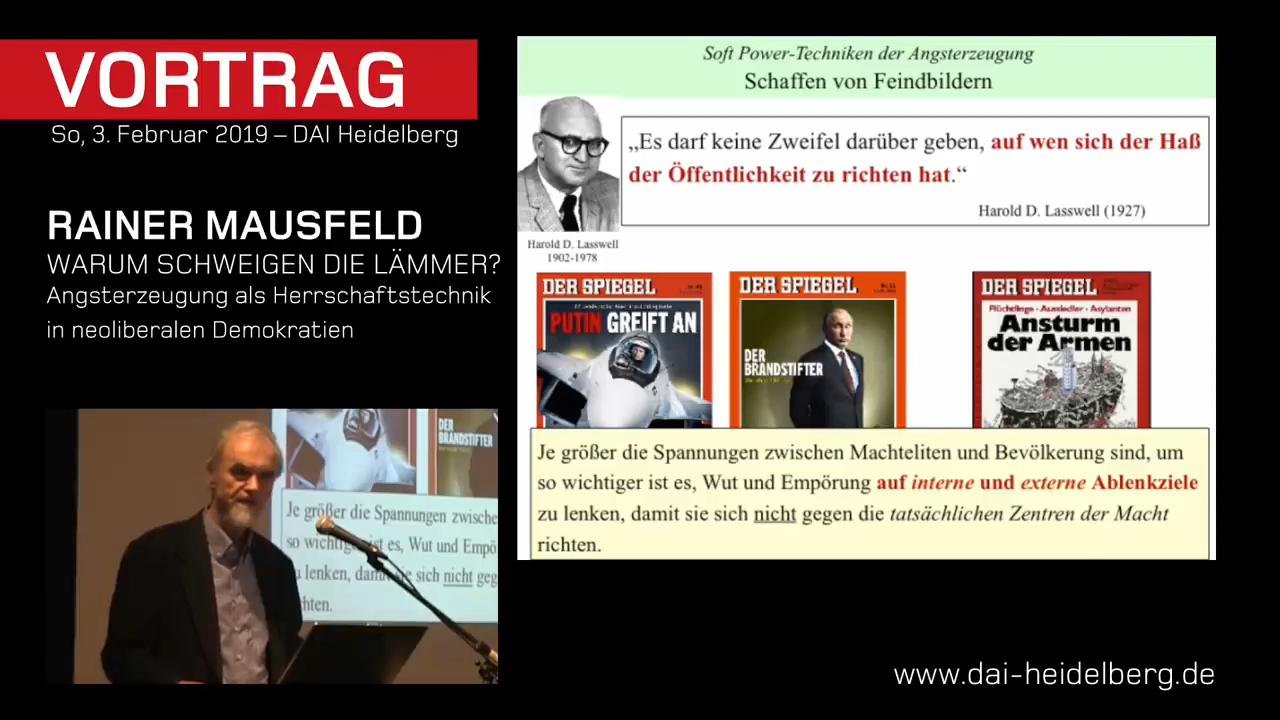 VORTRAG
So, 3. Februar 2019 – DAI Heidelberg
RAINER MAUSFELD
WARUM SCHWEIGEN DIE LÄMMER?
Angsterzeugung als Herrschaftstechnik
in neoliberalen Demokratien
Soft Power-Techniken der Angsterzeugung
Schaffen von Feindbildern
„Es darf keine Zweifel darüber geben, auf wen sich der Haß
der Öffentlichkeit zu richten hat.“
Harold D. Lasswell (1927)
Harold D. Lasswell
1902-1978
DER SPIEGEL
PUTIN GREIFT AN
DER SPIEGEL
DER
BRANDSTIFTER
DER SPIEGEL
Flüchtlinge · Aussiedler · Asylanten
Ansturm
der Armen
Je größer die Spannungen zwischen Machteliten und Bevölkerung sind, um
so wichtiger ist es, Wut und Empörung auf interne und externe Ablenkziele
zu lenken, damit sie sich nicht gegen die tatsächlichen Zentren der Macht
richten.
DER
BRANDSTIFTER
Je größer die Spannungen zwische
so wichtiger ist es, Wut und Empö
zu lenken, damit sie sich nicht geg
hten.
www.dai-heidelberg.de